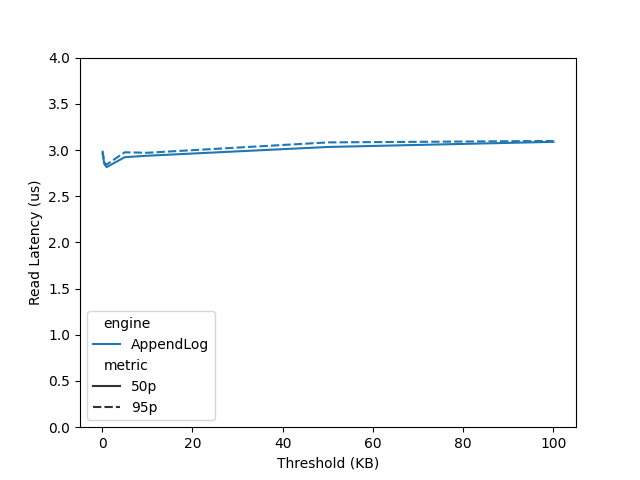 4.0
3.5
3.0
2.5
2.0
1.5
1.0
0.5
0.0
Read Latency (us)
engine
AppendLog
metric
50p
95p
0 20 40 60 80 100
Threshold (KB)